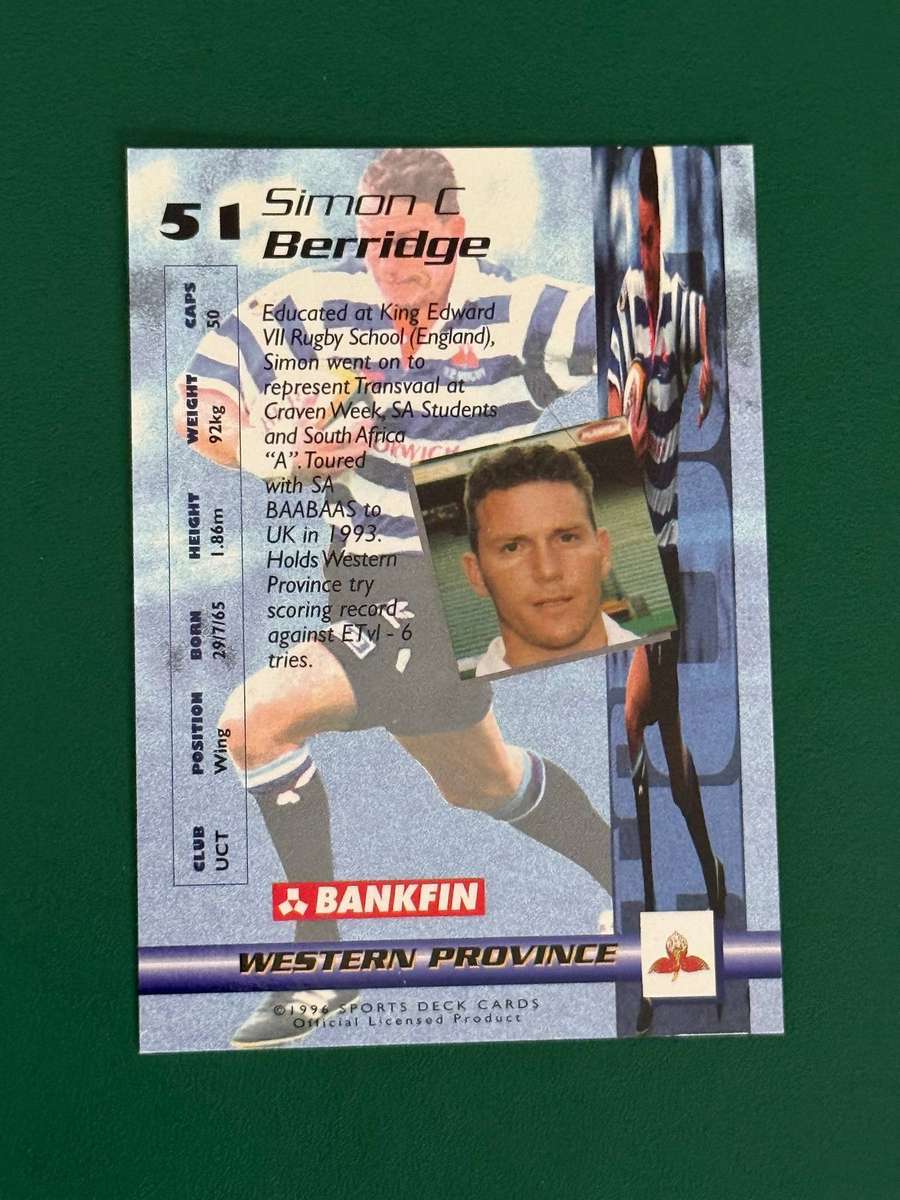 51
Simon C
Berridge
Educated at King Edward
VII Rugby School (England),
Simon went on to
represent Transvaal at
Craven Week, SA Students
and South Africa
"A". Toured
with SA
BAABAAS to
UK in 1993.
Holds Western
Province try
scoring record
against ETvl - 6
tries.
CLUB POSITION BORN HEIGHT WEIGHT CAPS
UCT Wing 29/7/65 1.86m 92kg 50
BANKFIN
WESTERN PROVINCE
©1996 SPORTS DECK CARDS
Official Licensed Product